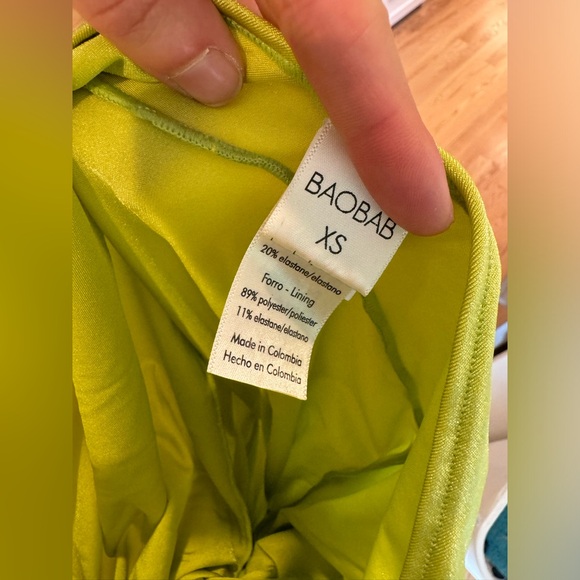 BAOBAB
XS
20% elastane/elastano
Forro - Lining
89% polyester/poliester
11% elastane/elastano
Made in Colombia
Hecho en Colombia